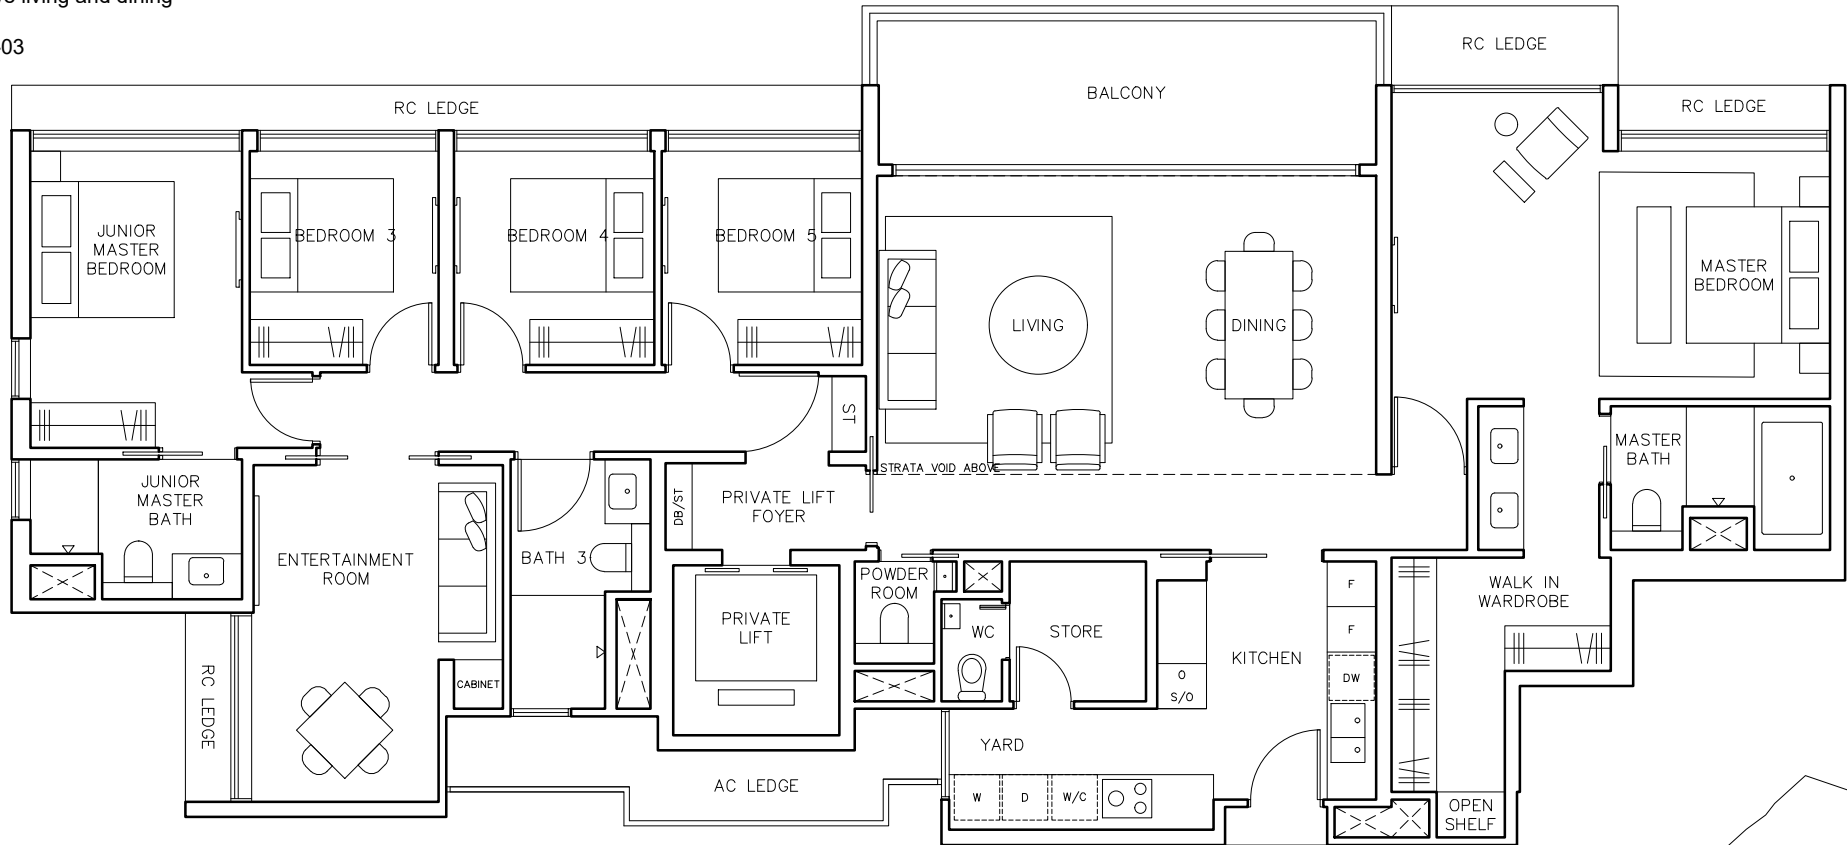 living and dining
03
RC LEDGE
BALCONY
RC LEDGE
RC LEDGE
JUNIOR
MASTER
BEDROOM
BEDROOM 3
BEDROOM 4
BEDROOM 5
LIVING
DINING
MASTER
BEDROOM
ST
STRATA VOID ABOVE
MASTER
BATH
JUNIOR
MASTER
BATH
DB/ST
PRIVATE LIFT
FOYER
ENTERTAINMENT
ROOM
BATH 3
POWDER
ROOM
WC
STORE
PRIVATE
LIFT
KITCHEN
F
F
DW
O
S/O
WALK IN
WARDROBE
CABINET
RC LEDGE
YARD
AC LEDGE
W
D
W/C
OPEN
SHELF